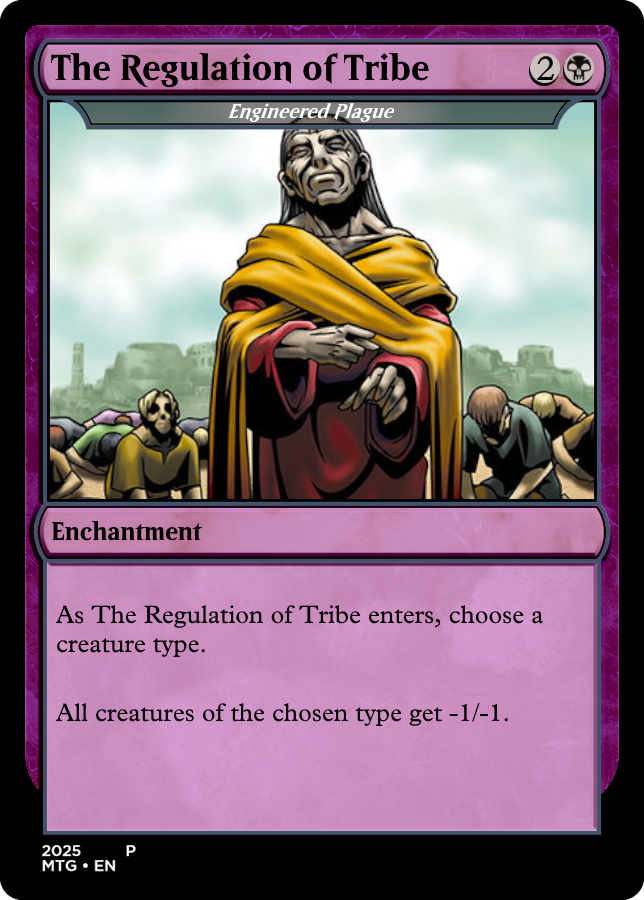 The Regulation of Tribe 2
Engineered Plague
Enchantment
As The Regulation of Tribe enters, choose a
creature type.
All creatures of the chosen type get -1/-1.
2025 P
MTG • EN